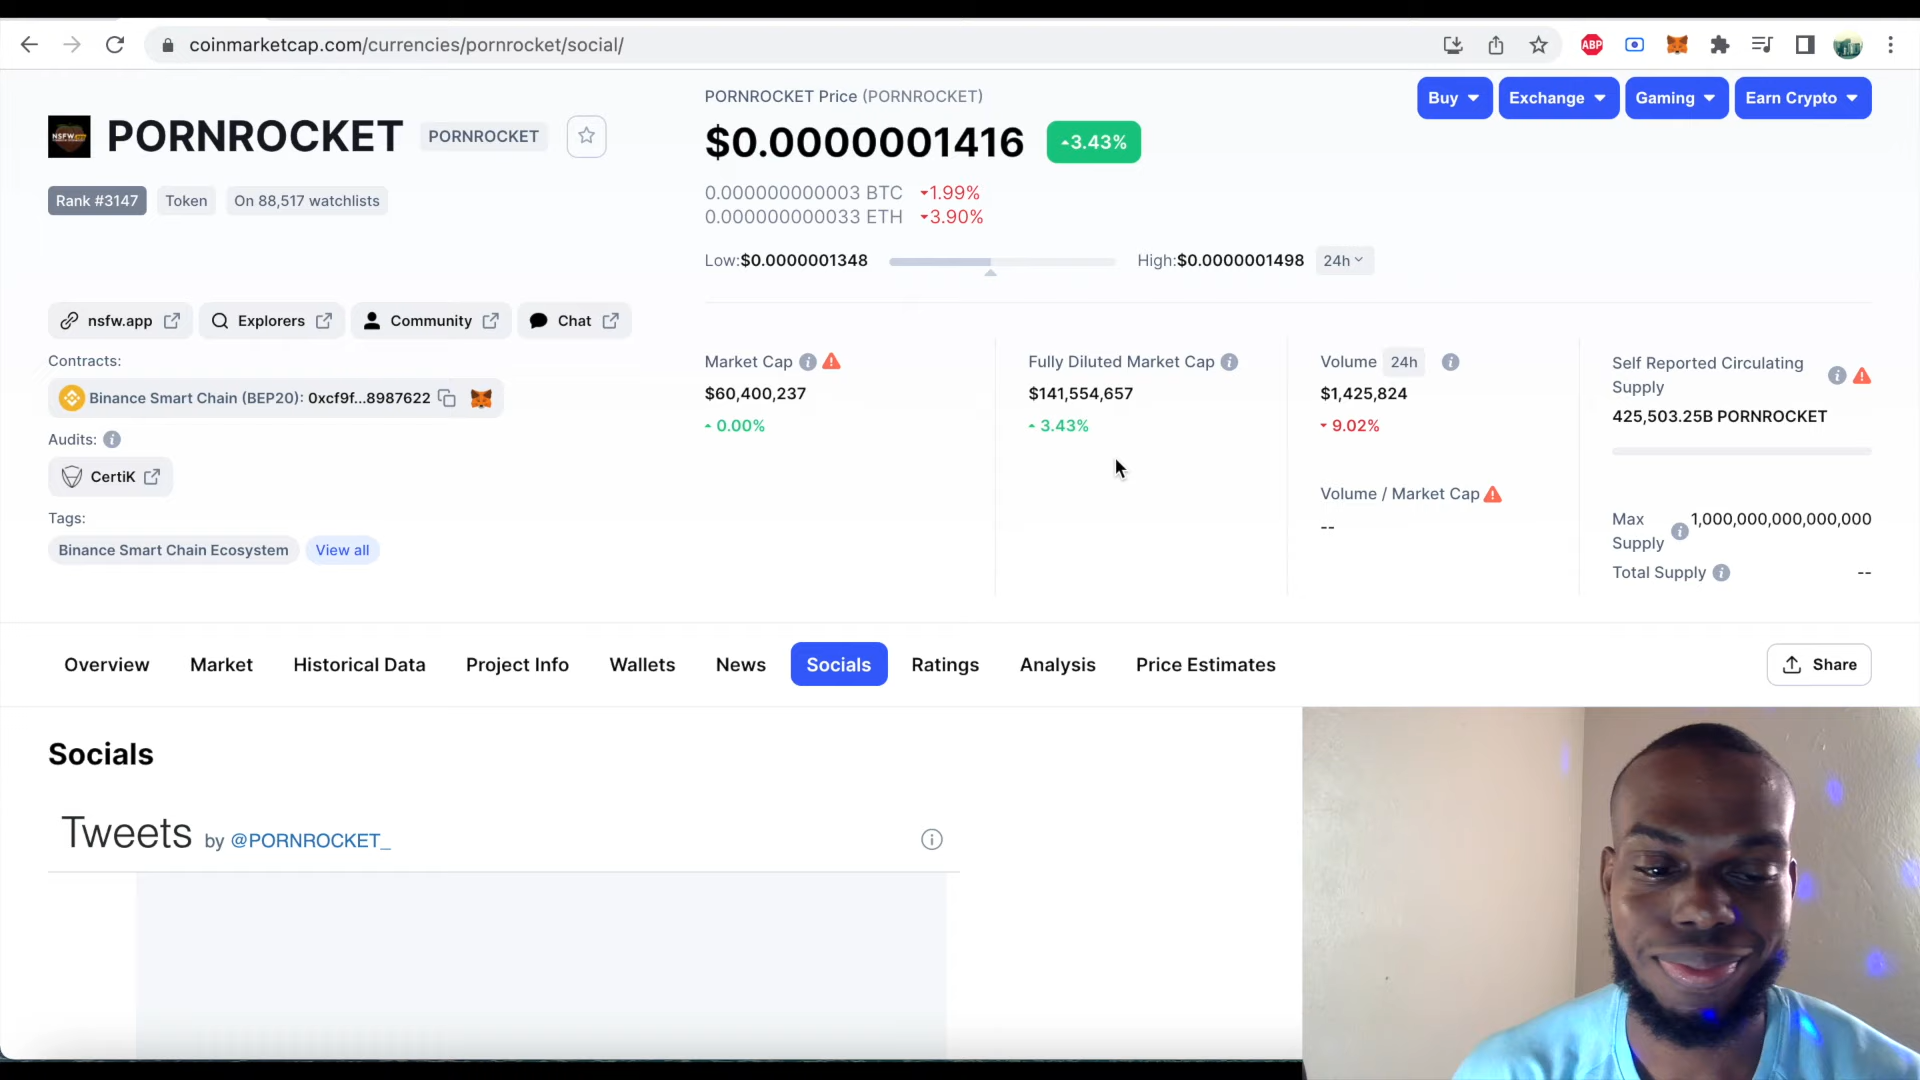 coinmarketcap.com/currencies/pornrocket/social/
ABP
NSFW
PORNROCKET
PORNROCKET
Rank #3147
Token
On 88,517 watchlists
nsfw.app
Explorers
Community
Chat
Contracts:
Binance Smart Chain (BEP20): 0xcf9f...8987622
Audits:
CertiK
Tags:
Binance Smart Chain Ecosystem
View all
PORNROCKET Price (PORNROCKET)
$0.0000001416
3.43%
0.000000000003 BTC
1.99%
0.000000000033 ETH
3.90%
Low:$0.0000001348
High:$0.0000001498
24h
Buy
Exchange
Gaming
Earn Crypto
Market Cap
$60,400,237
0.00%
Fully Diluted Market Cap
$141,554,657
3.43%
Volume 24h
$1,425,824
9.02%
Volume / Market Cap
--
Self Reported Circulating
Supply
425,503.25B PORNROCKET
Max
Supply
1,000,000,000,000,000
Total Supply
--
Overview
Market
Historical Data
Project Info
Wallets
News
Socials
Ratings
Analysis
Price Estimates
Share
Socials
Tweets by @PORNROCKET_